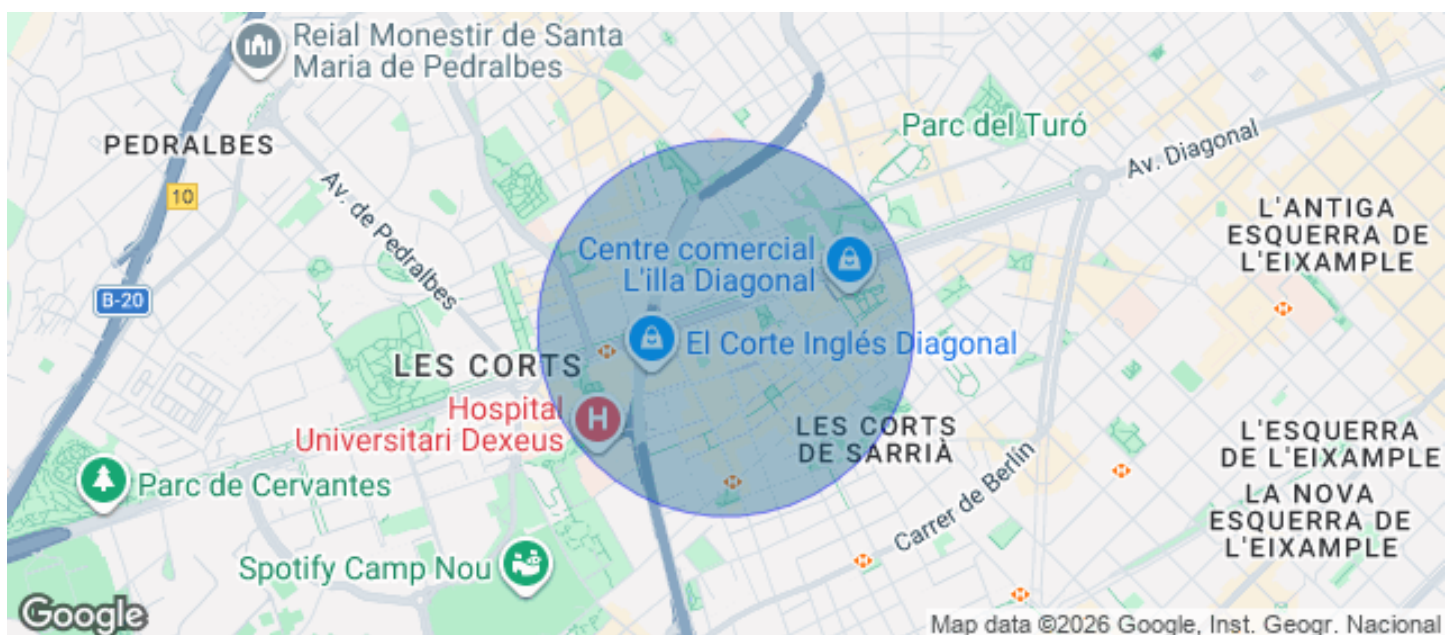 Reial Monestir de Santa
Maria de Pedralbes
PEDRALBES
10
Av. de Pedralbes
B-20
Parc del Turó
Av. Diagonal
L'ANTIGA
ESQUERRA DE
L'EIXAMPLE
Centre comercial
L'illa Diagonal
El Corte Inglés Diagonal
LES CORTS
H
Hospital
Universitari Dexeus
LES CORTS
DE SARRIÀ
L'ESQUERRA
DE L'EIXAMPLE
LA NOVA
ESQUERRA DE
L'EIXAMPLE
Parc de Cervantes
Carrer de Berlín
Spotify Camp Nou
Google
Map data ©2026 Google, Inst. Geogr. Nacional